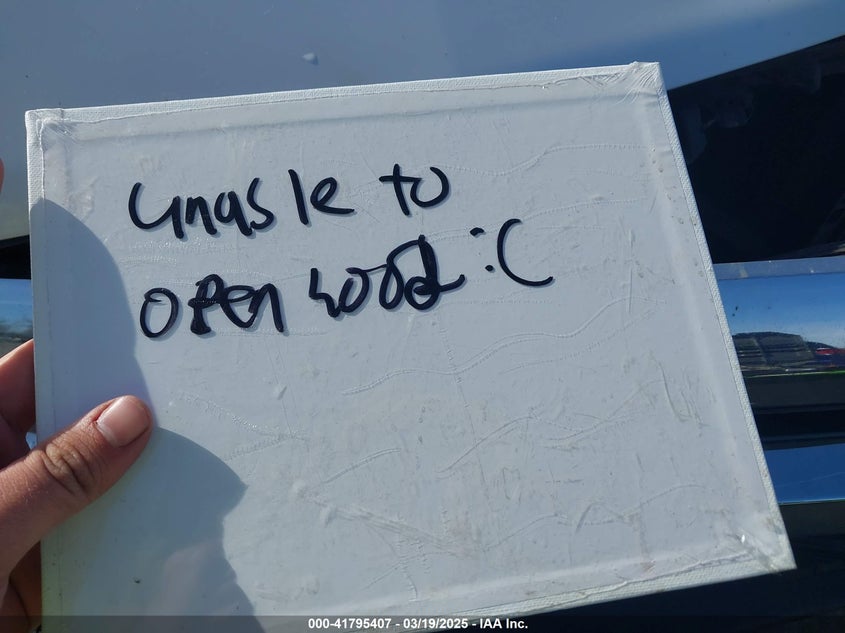 Unable to
open hood :C
000-41795407 - 03/19/2025 - IAA Inc.